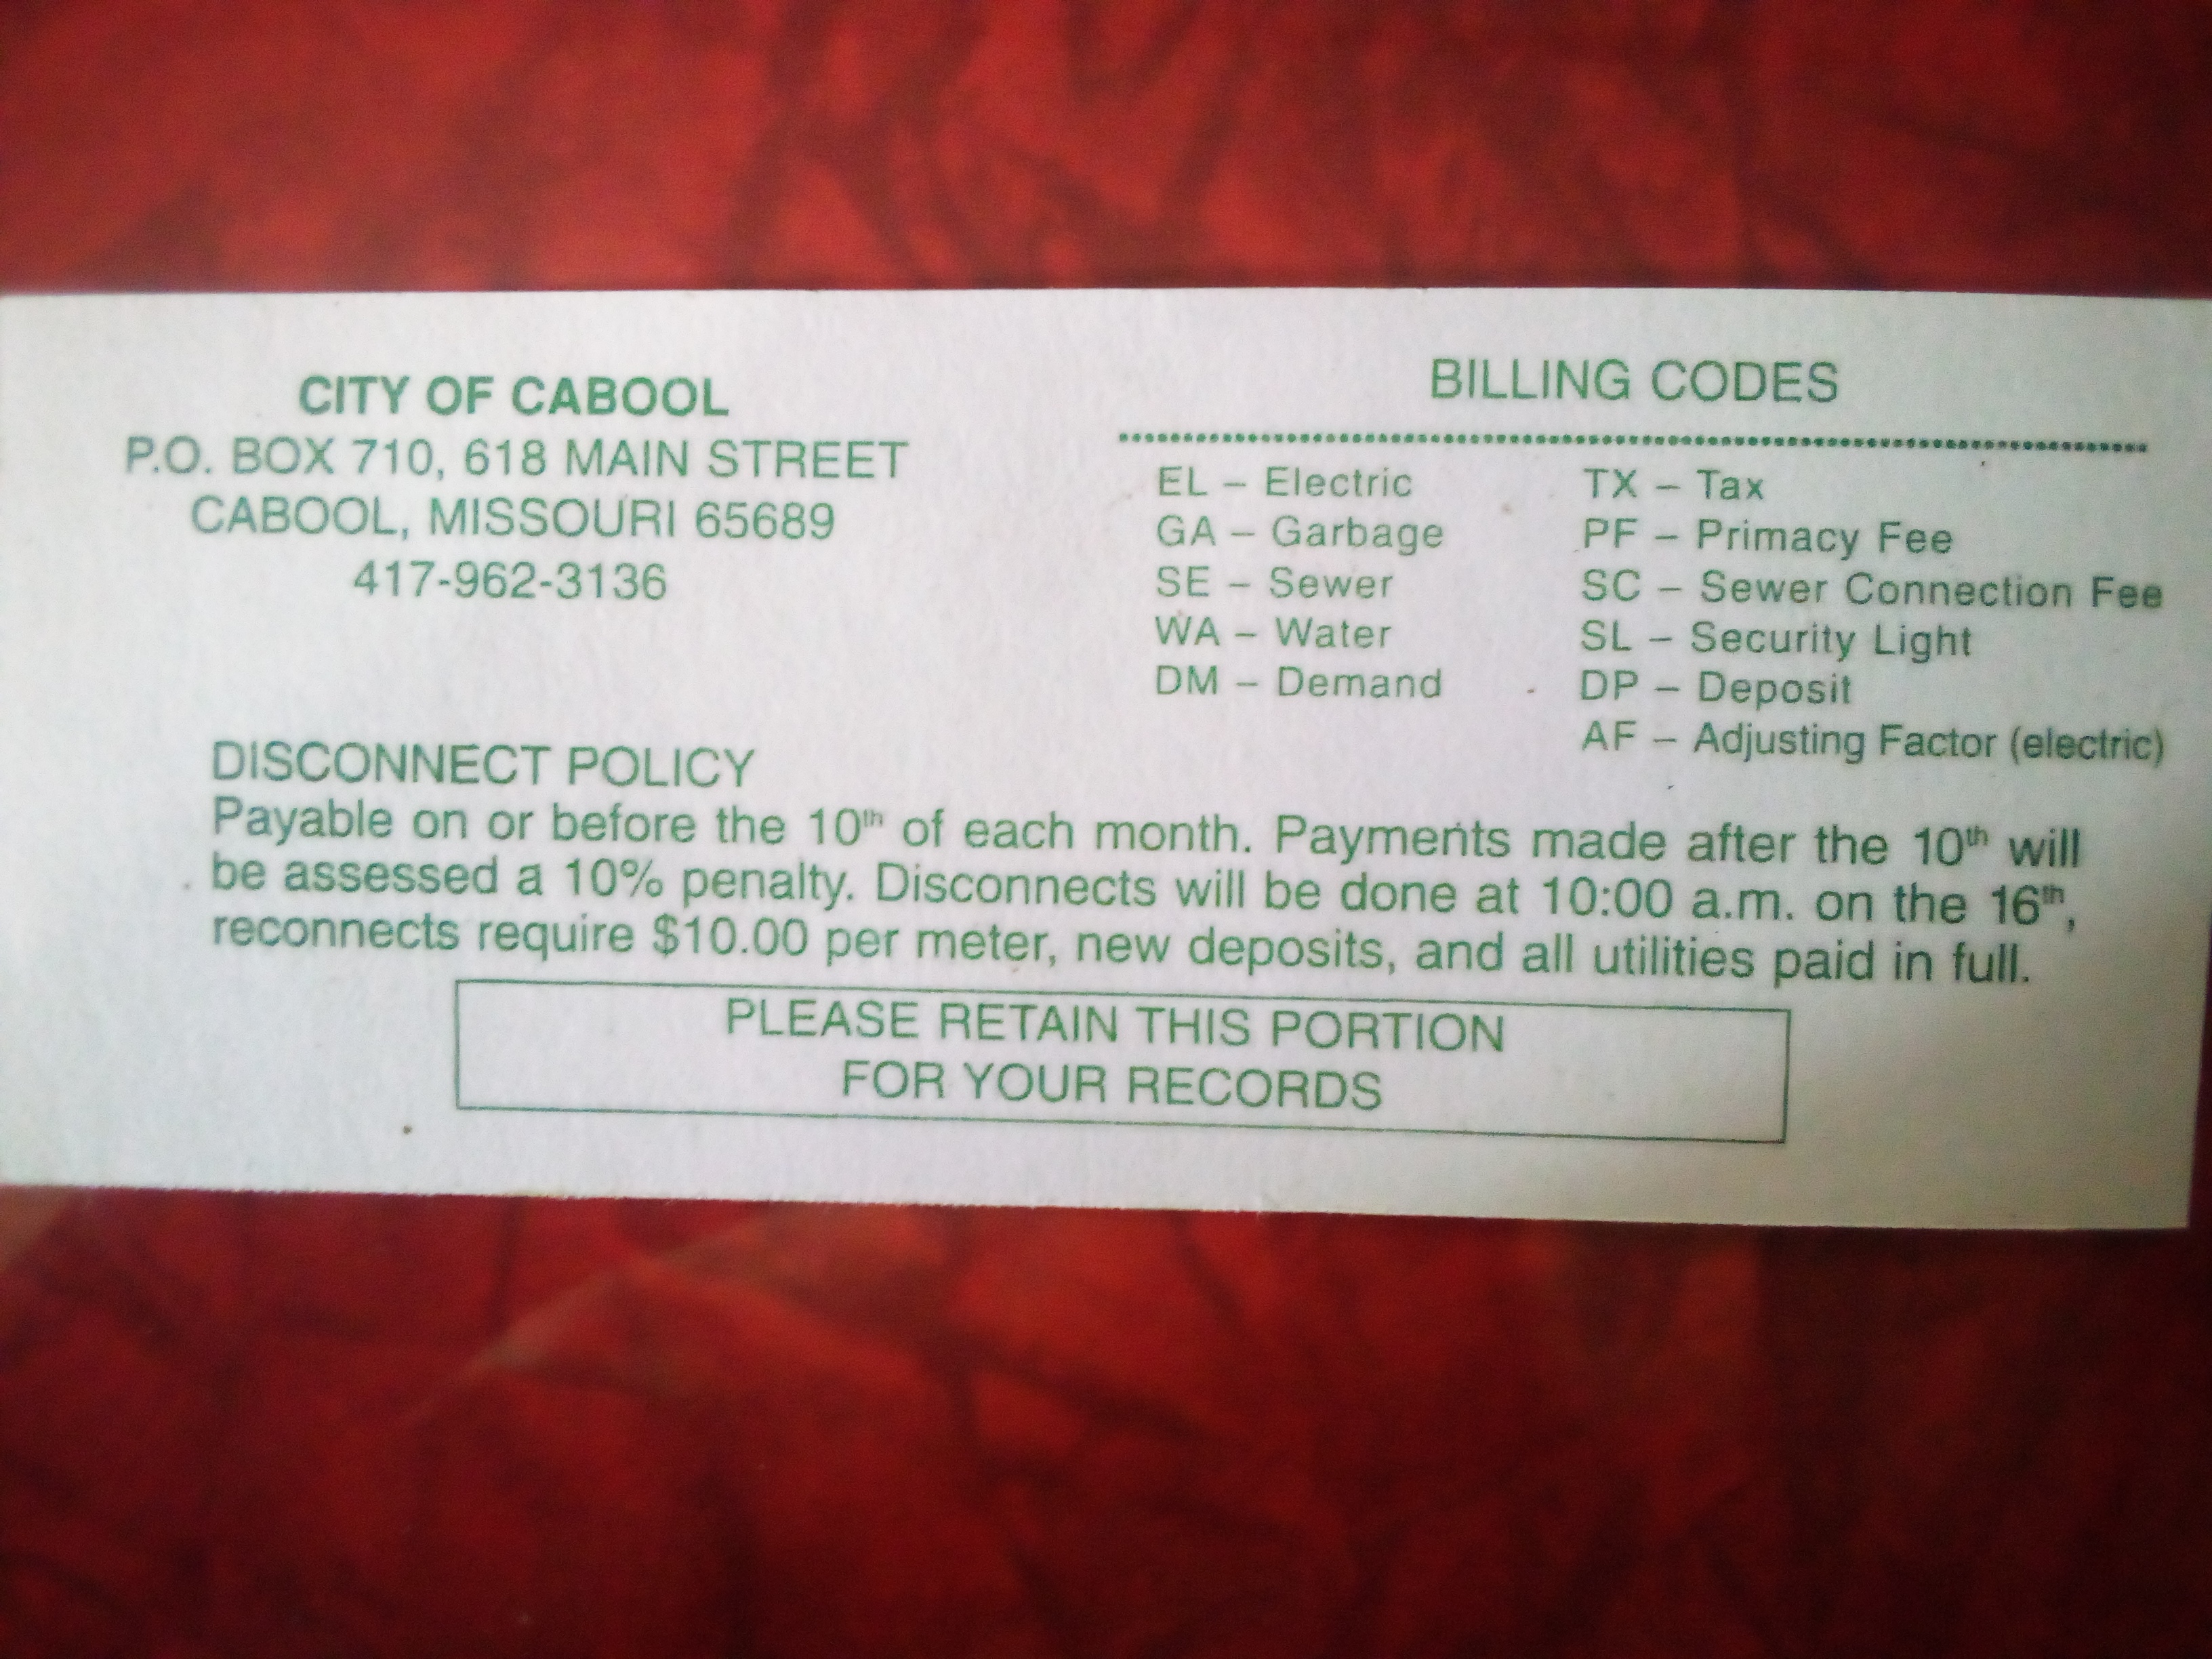 CITY OF CABOOL
P.O. BOX 710, 618 MAIN STREET
CABOOL, MISSOURI 65689
417-962-3136
BILLING CODES
EL – Electric
GA – Garbage
SE – Sewer
WA – Water
DM – Demand
TX – Tax
PF – Primacy Fee
SC – Sewer Connection Fee
SL – Security Light
DP – Deposit
AF – Adjusting Factor (electric)
DISCONNECT POLICY
Payable on or before the 10th of each month. Payments made after the 10th will
be assessed a 10% penalty. Disconnects will be done at 10:00 a.m. on the 16th,
reconnects require $10.00 per meter, new deposits, and all utilities paid in full.
PLEASE RETAIN THIS PORTION
FOR YOUR RECORDS